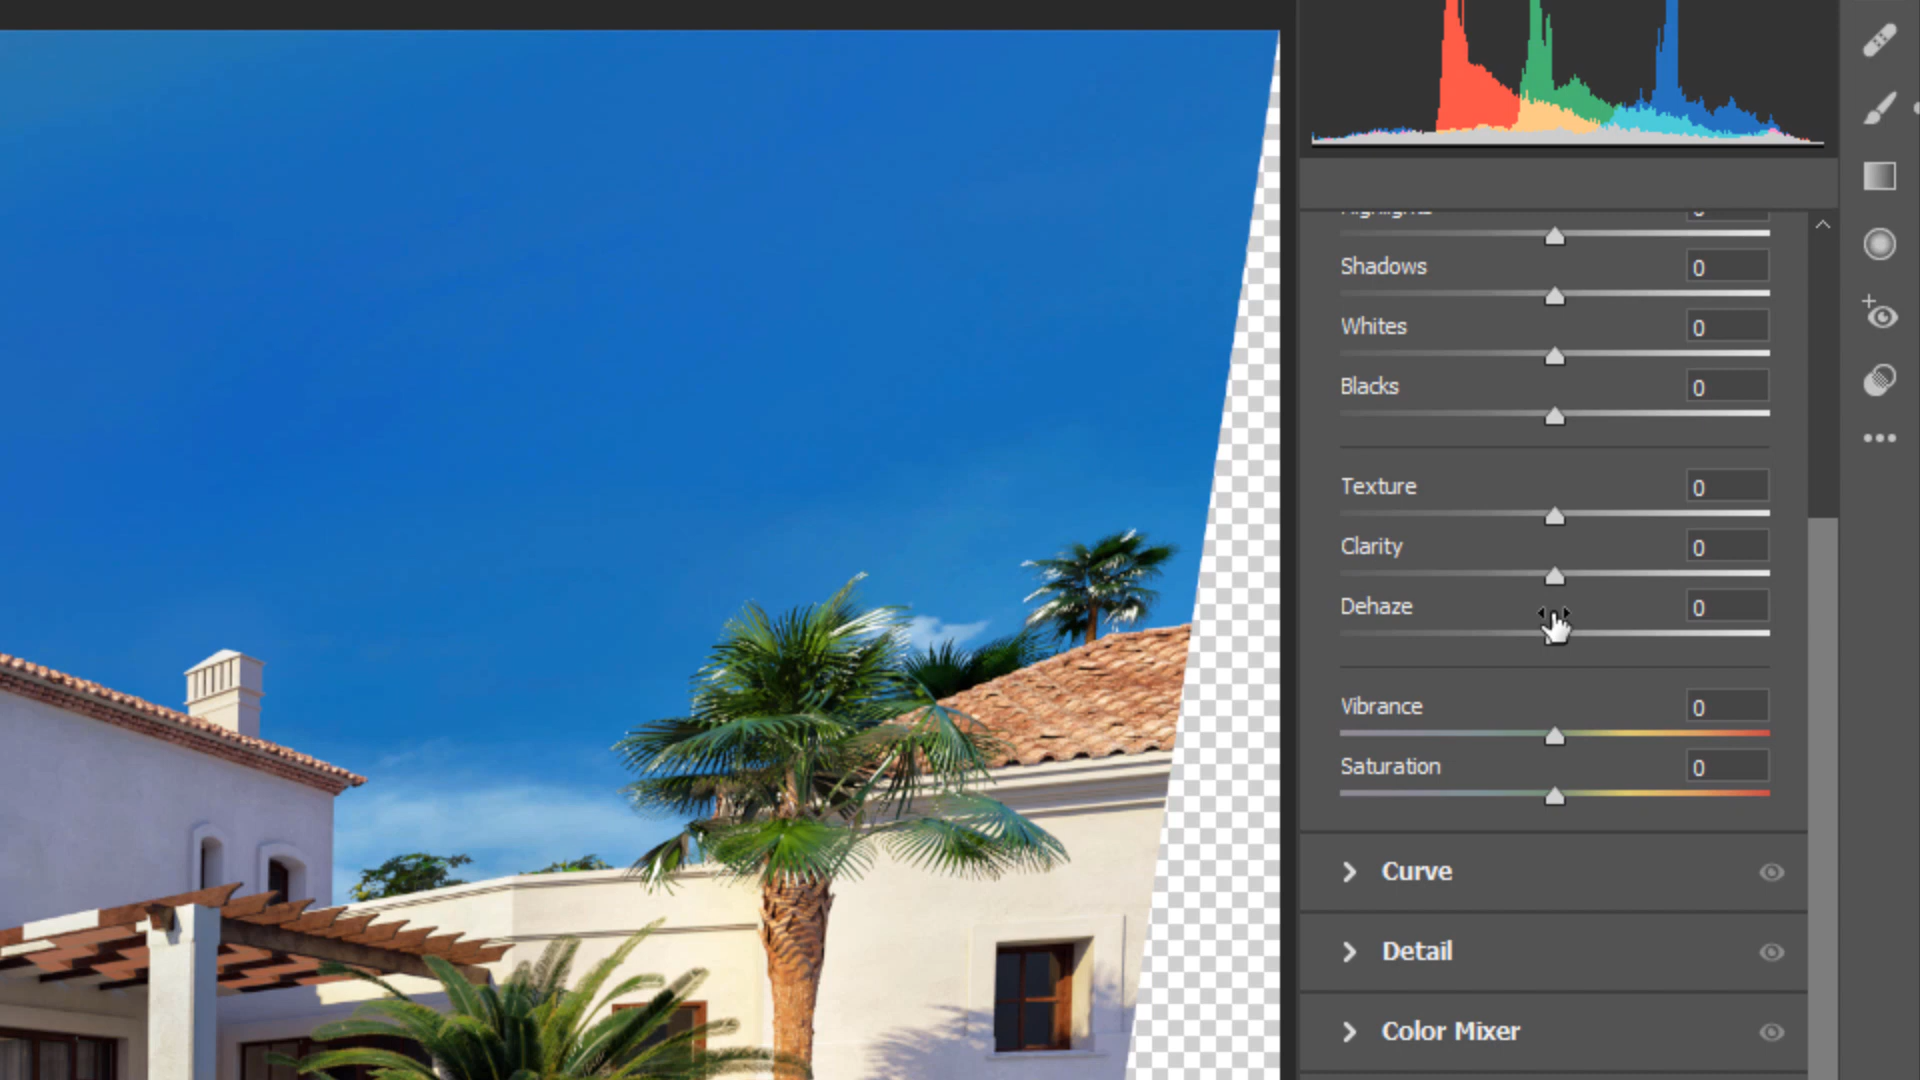 Shadows 0
Whites 0
Blacks 0
Texture 0
Clarity 0
Dehaze 0
Vibrance 0
Saturation 0
Curve
Detail
Color Mixer